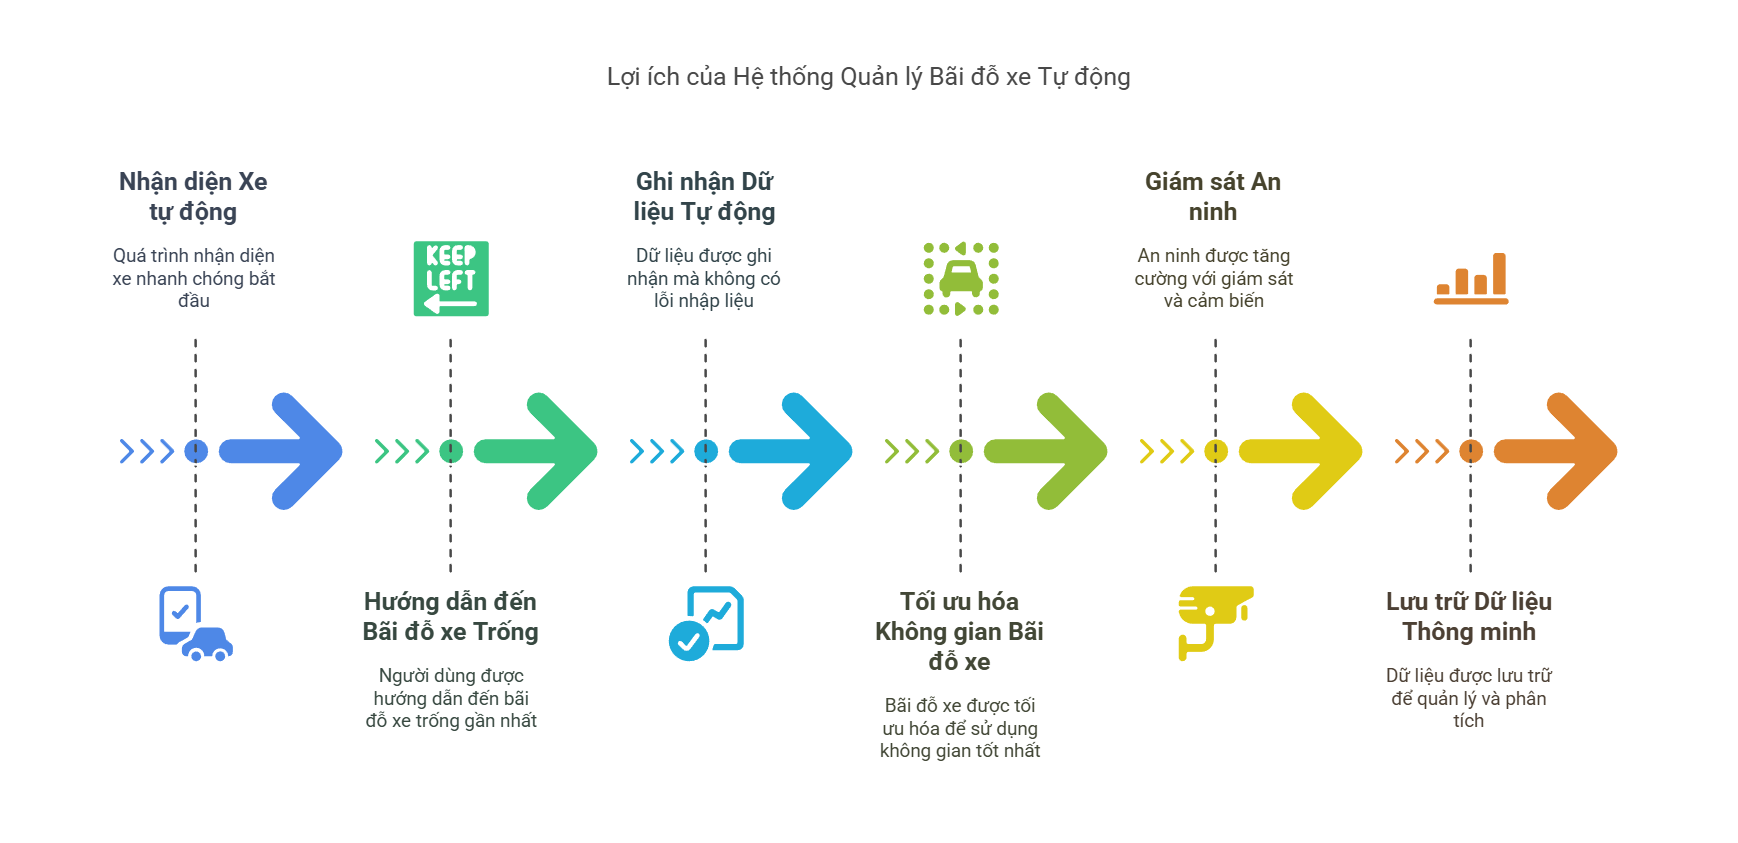 Lợi ích của Hệ thống Quản lý Bãi đỗ xe Tự động
Nhận diện Xe
tự động
Quá trình nhận diện
xe nhanh chóng bắt
đầu
KEEP
LEFT
Hướng dẫn đến
Bãi đỗ xe Trống
Người dùng được
hướng dẫn đến bãi
đỗ xe trống gần nhất
Ghi nhận Dữ
liệu Tự động
Dữ liệu được ghi
nhận mà không có
lỗi nhập liệu
Tối ưu hóa
Không gian Bãi
đỗ xe
Bãi đỗ xe được tối
ưu hóa để sử dụng
không gian tốt nhất
Giám sát An
ninh
An ninh được tăng
cường với giám sát
và cảm biến
Lưu trữ Dữ liệu
Thông minh
Dữ liệu được lưu trữ
để quản lý và phân
tích